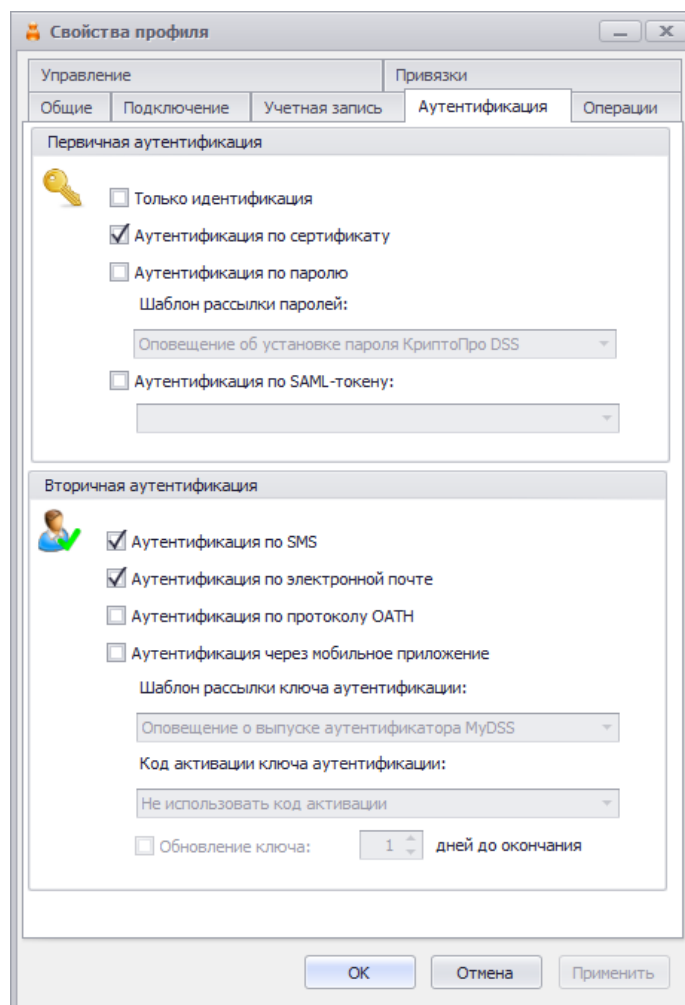 Свойства профиля
Управление
Привязки
Общие
Подключение
Учетная запись
Аутентификация
Операции
Первичная аутентификация
Только идентификация
Аутентификация по сертификату
Аутентификация по паролю
Шаблон рассылки паролей:
Оповещение об установке пароля КриптоПро DSS
Аутентификация по SAML-токену:
Вторичная аутентификация
Аутентификация по SMS
Аутентификация по электронной почте
Аутентификация по протоколу OATH
Аутентификация через мобильное приложение
Шаблон рассылки ключа аутентификации:
Оповещение о выпуске аутентификатора MyDSS
Код активации ключа аутентификации:
Не использовать код активации
Обновление ключа: 1 дней до окончания
OK
Отмена
Применить